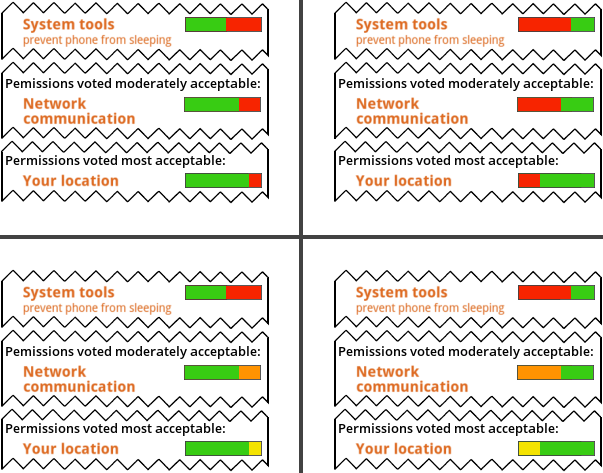 System tools
prevent phone from sleeping
Pemissions voted moderately acceptable:
Network
communication
Permissions voted most acceptable:
Your location
System tools
prevent phone from sleeping
Pemissions voted moderately acceptable:
Network
communication
Permissions voted most acceptable:
Your location
System tools
prevent phone from sleeping
Pemissions voted moderately acceptable:
Network
communication
Permissions voted most acceptable:
Your location
System tools
prevent phone from sleeping
Pemissions voted moderately acceptable:
Network
communication
Permissions voted most acceptable:
Your location